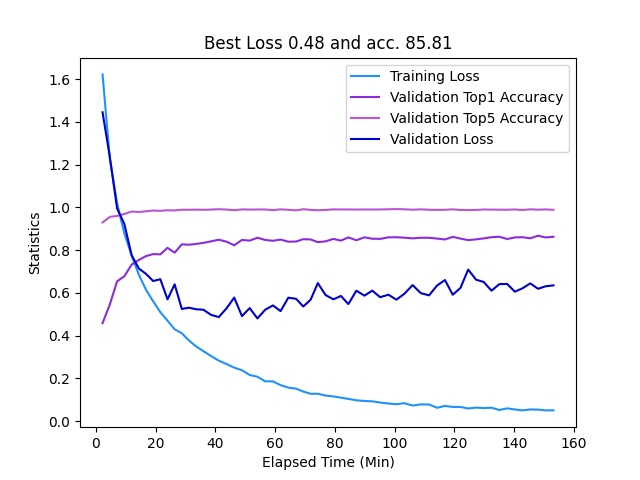 Best Loss 0.48 and acc. 85.81
Training Loss
Validation Top1 Accuracy
Validation Top5 Accuracy
Validation Loss
1.6
1.4
1.2
1.0
0.8
0.6
0.4
0.2
0.0
Statistics
0 20 40 60 80 100 120 140 160
Elapsed Time (Min)